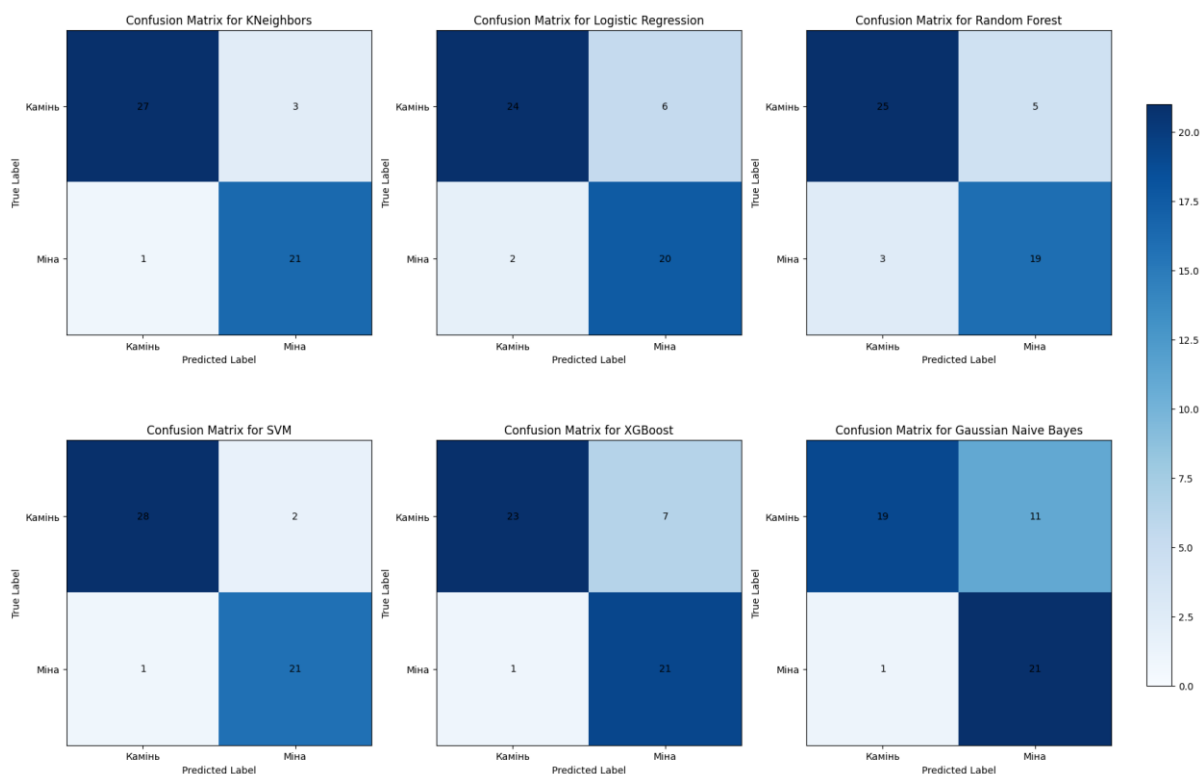 Confusion Matrix for KNeighbors
Confusion Matrix for Logistic Regression
Confusion Matrix for Random Forest
True Label
Камінь
27
3
Міна
1
21
Камінь
Міна
Predicted Label
True Label
Камінь
24
6
Міна
2
20
Камінь
Міна
Predicted Label
True Label
Камінь
25
5
Міна
3
19
Камінь
Міна
Predicted Label
Confusion Matrix for SVM
Confusion Matrix for XGBoost
Confusion Matrix for Gaussian Naive Bayes
True Label
Камінь
28
2
Міна
1
21
Камінь
Міна
Predicted Label
True Label
Камінь
23
7
Міна
1
21
Камінь
Міна
Predicted Label
True Label
Камінь
19
11
Міна
1
21
Камінь
Міна
Predicted Label
20.0
17.5
15.0
12.5
10.0
7.5
5.0
2.5
0.0